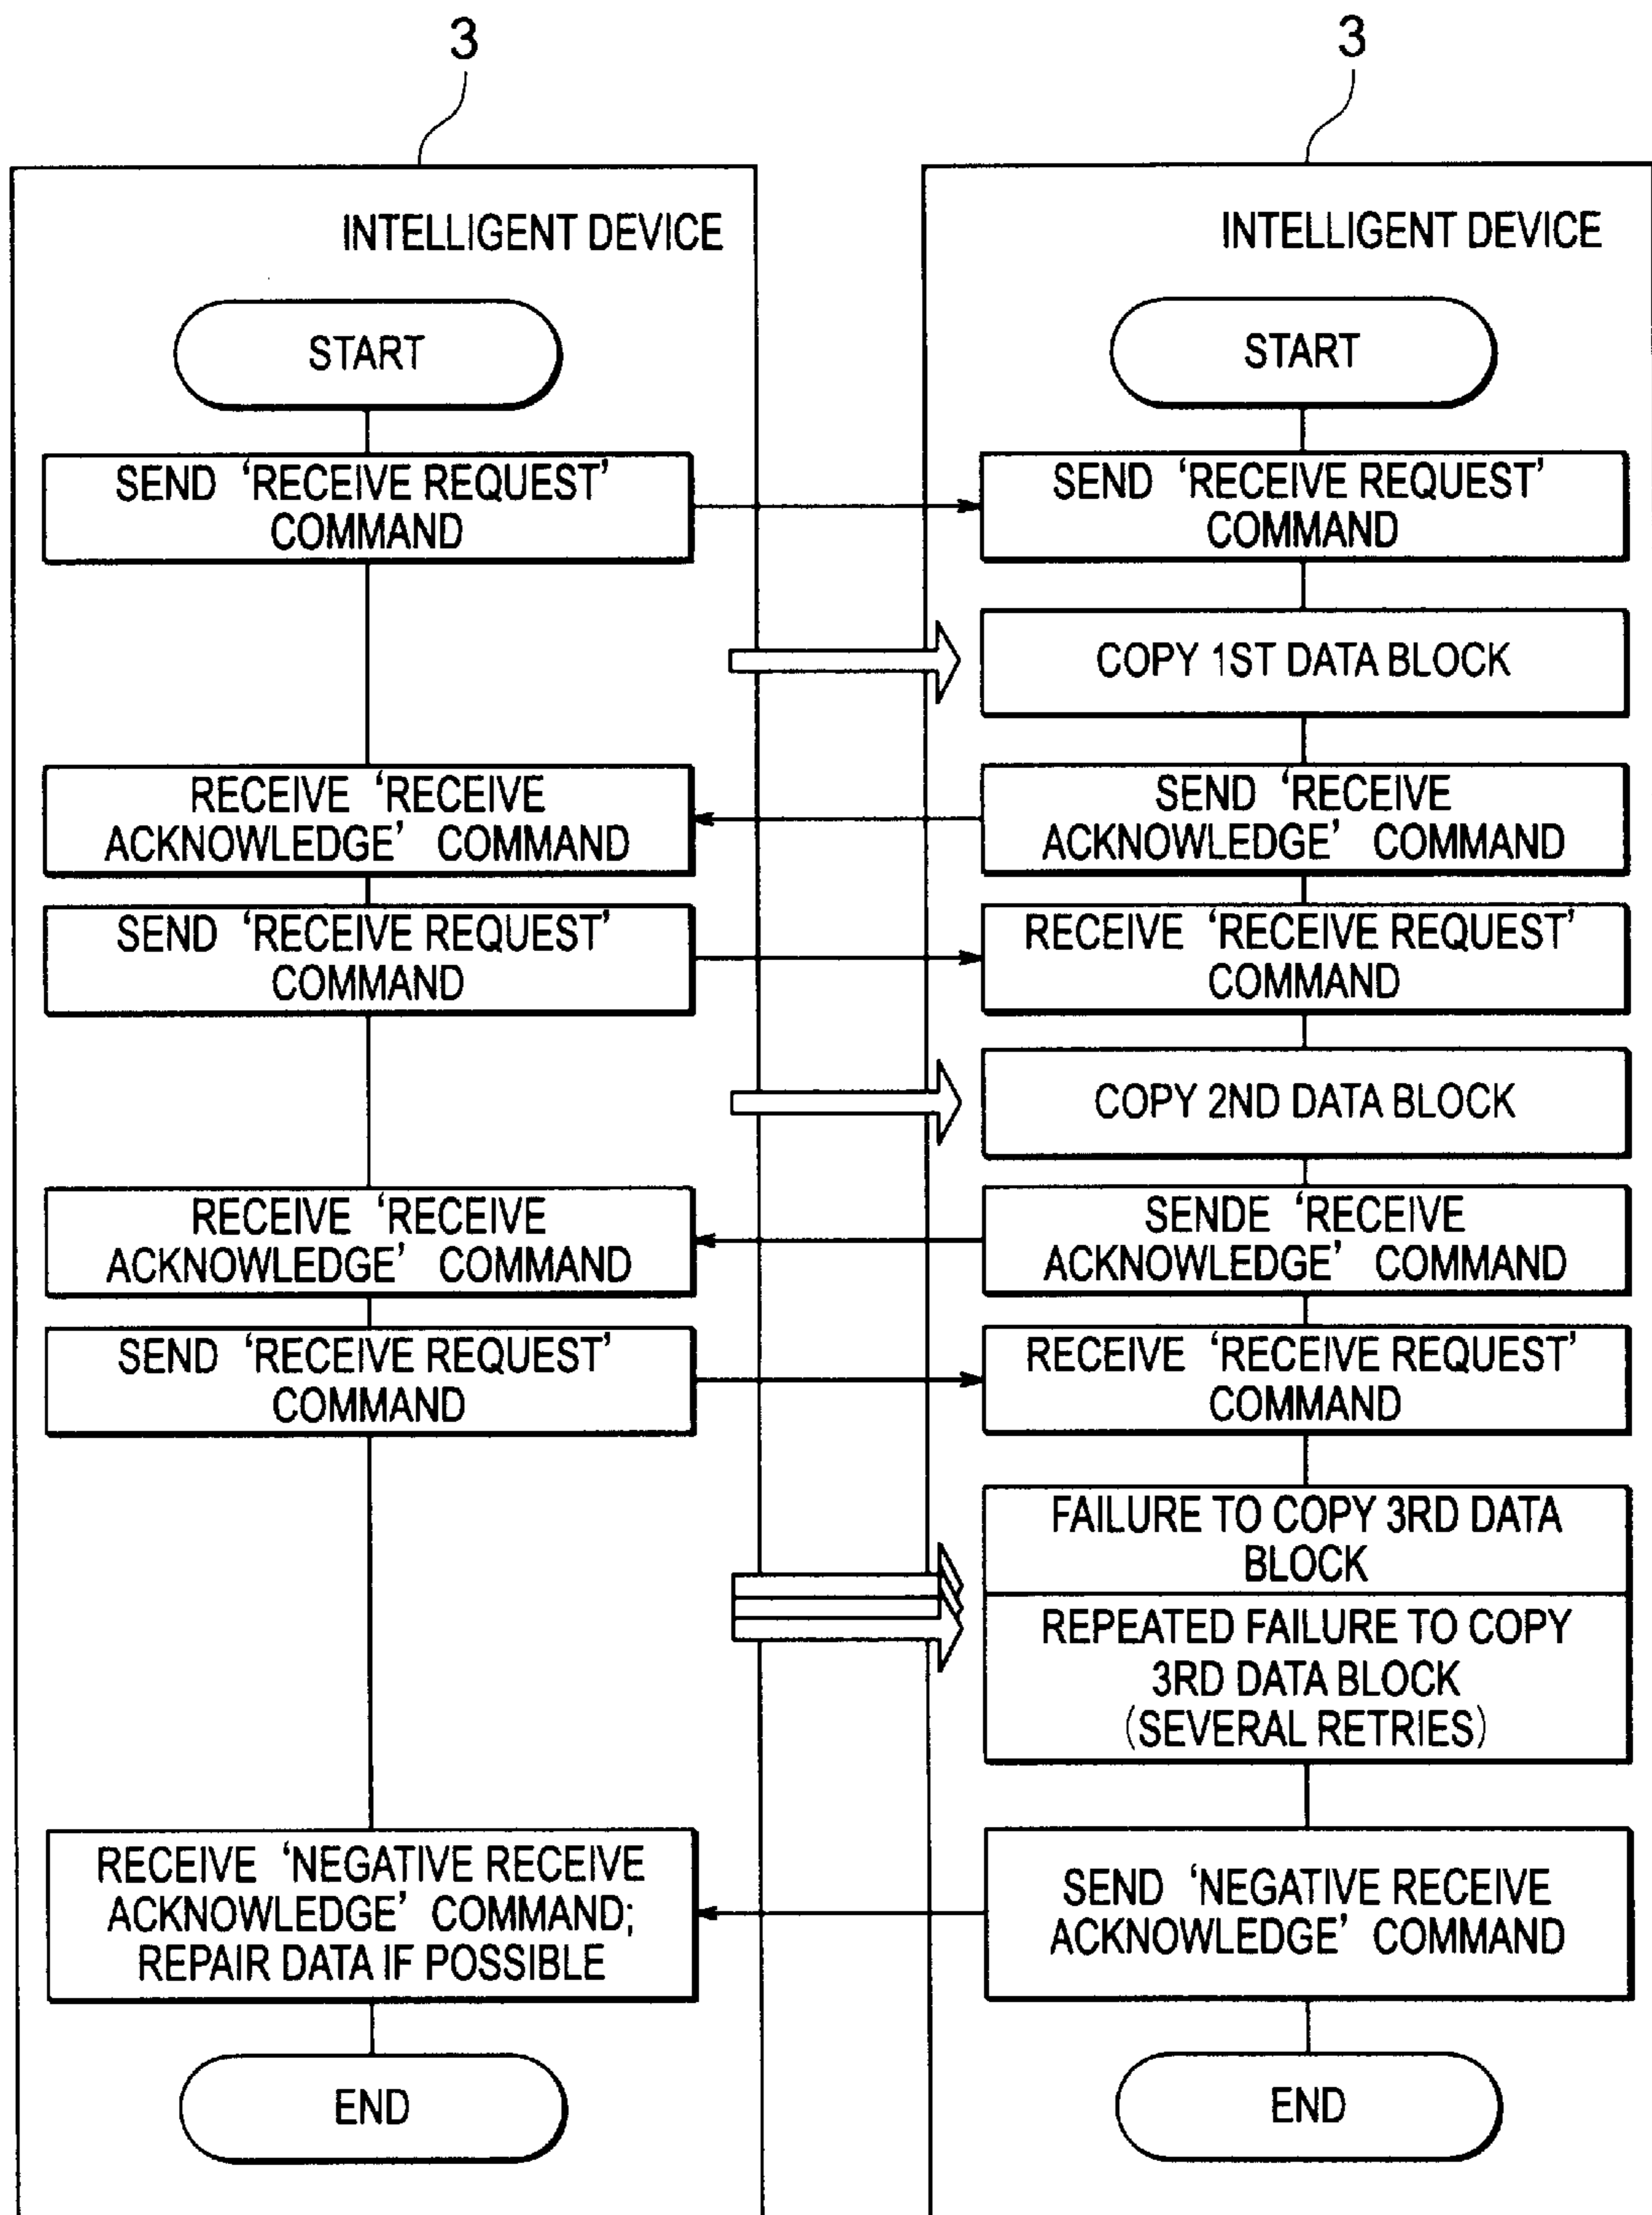 3
3
INTELLIGENT DEVICE
INTELLIGENT DEVICE
START
START
SEND 'RECEIVE REQUEST'
COMMAND
SEND 'RECEIVE REQUEST'
COMMAND
COPY 1ST DATA BLOCK
RECEIVE 'RECEIVE
ACKNOWLEDGE' COMMAND
SEND 'RECEIVE
ACKNOWLEDGE' COMMAND
SEND 'RECEIVE REQUEST'
COMMAND
RECEIVE 'RECEIVE REQUEST'
COMMAND
COPY 2ND DATA BLOCK
RECEIVE 'RECEIVE
ACKNOWLEDGE' COMMAND
SENDE 'RECEIVE
ACKNOWLEDGE' COMMAND
SEND 'RECEIVE REQUEST'
COMMAND
RECEIVE 'RECEIVE REQUEST'
COMMAND
FAILURE TO COPY 3RD DATA
BLOCK
REPEATED FAILURE TO COPY
3RD DATA BLOCK
(SEVERAL RETRIES)
RECEIVE 'NEGATIVE RECEIVE
ACKNOWLEDGE' COMMAND;
REPAIR DATA IF POSSIBLE
SEND 'NEGATIVE RECEIVE
ACKNOWLEDGE' COMMAND
END
END